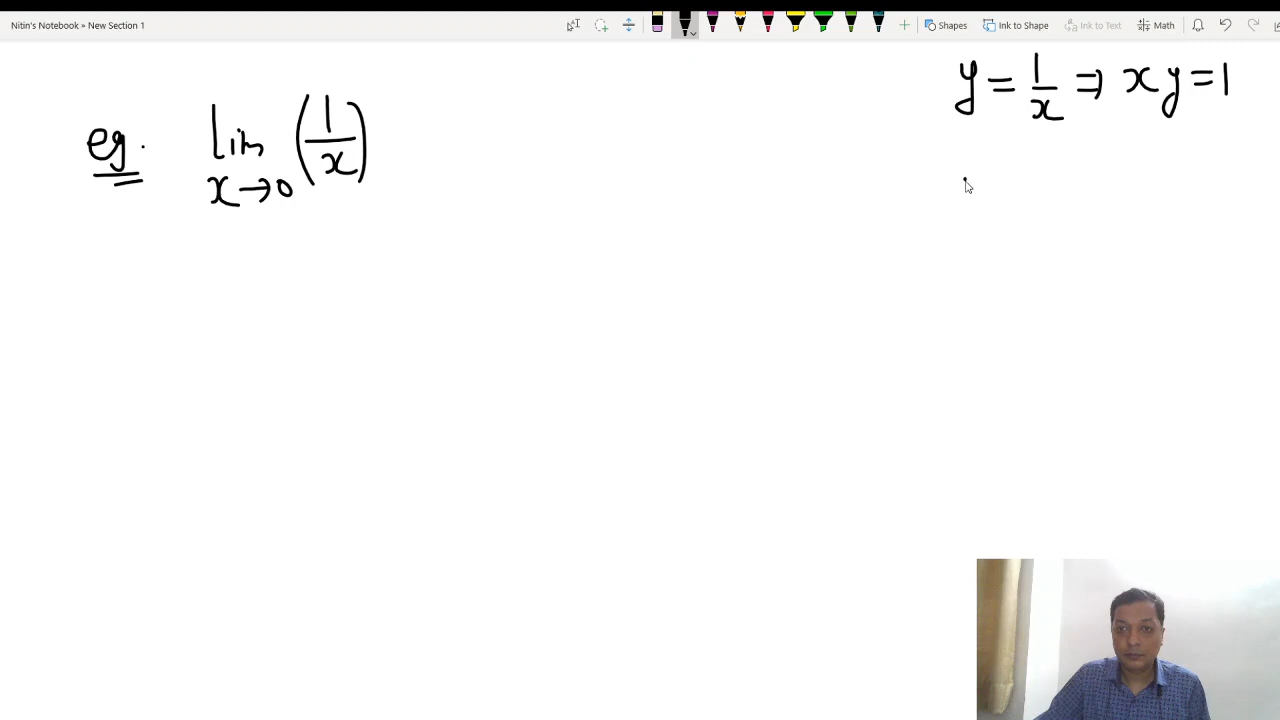 Nitin's Notebook » New Section 1
Shapes Ink to Shape Ink to Text Math
y = 1/x ⇒ xy = 1
eg. lim x→0 (1/x)